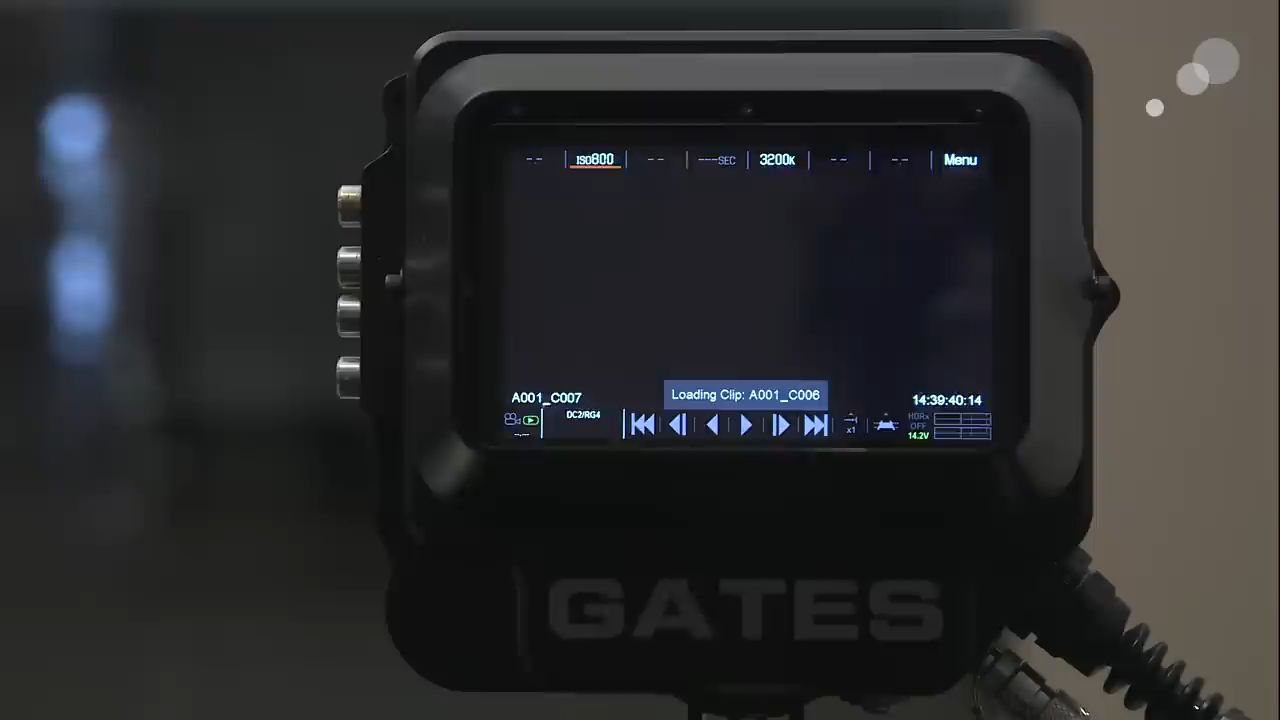 -- ISO800 -- ---SEC 3200K -- -- Menu
Loading Clip: A001_C006
A001_C007 14:39:40:14
DC2/RG4
x1
HDRx
OFF
14.2V
--.--
GATES